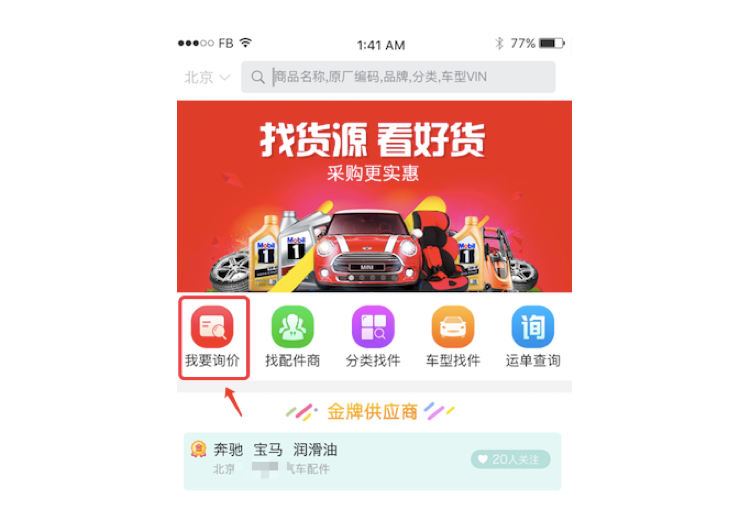 FB 1:41 AM 77%
北京 商品名称,原厂编码,品牌,分类,车型VIN
找货源 看好货
采购更实惠
Mobil 1 Mobil 1 MINI Mobil 1
我要询价 找配件商 分类找件 车型找件 询 运单查询
金牌供应商
奔驰 宝马 润滑油
20人关注
北京 汽车配件